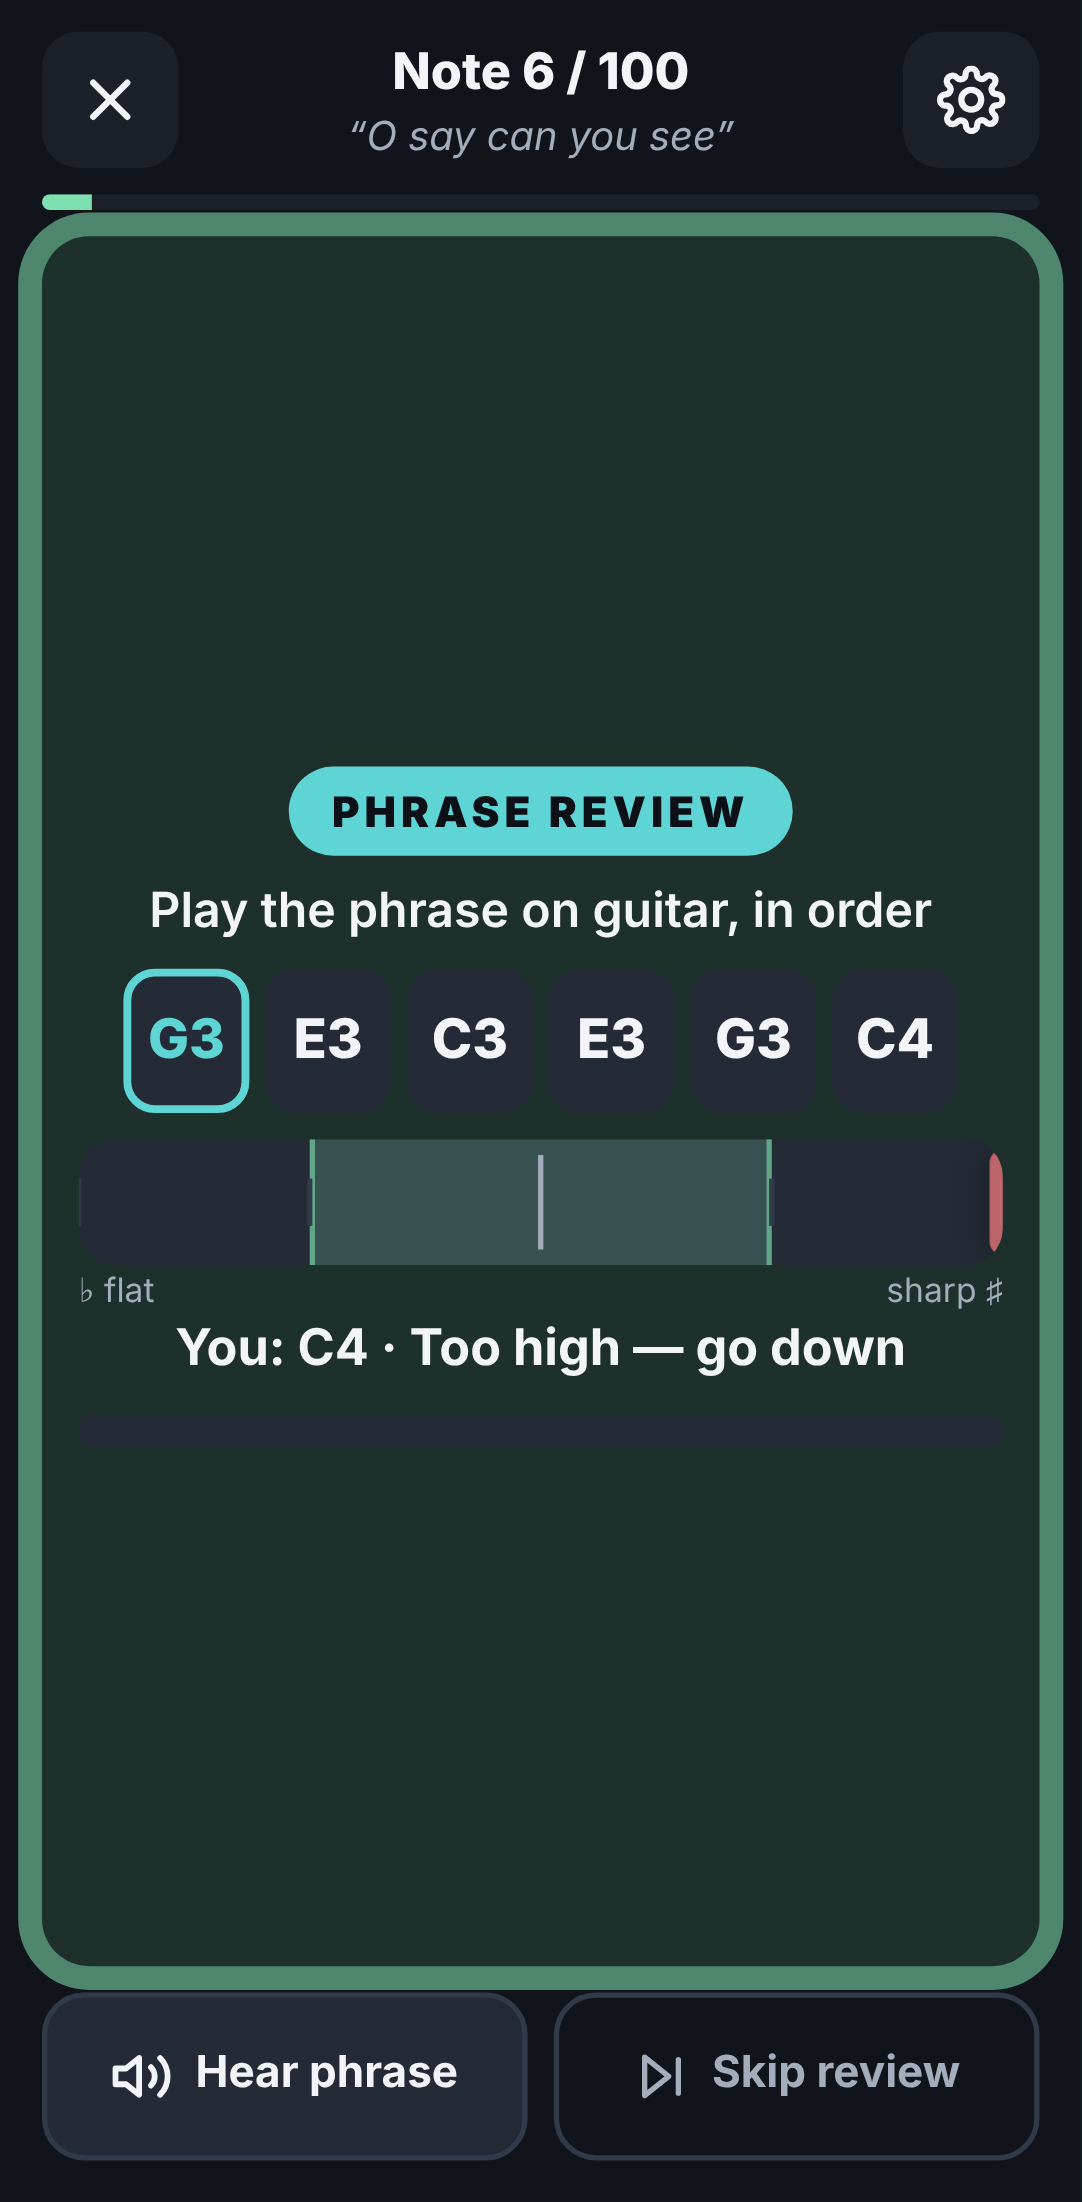 Note 6 / 100
“O say can you see”
PHRASE REVIEW
Play the phrase on guitar, in order
G3 E3 C3 E3 G3 C4
♭ flat sharp ♯
You: C4 · Too high — go down
Hear phrase Skip review